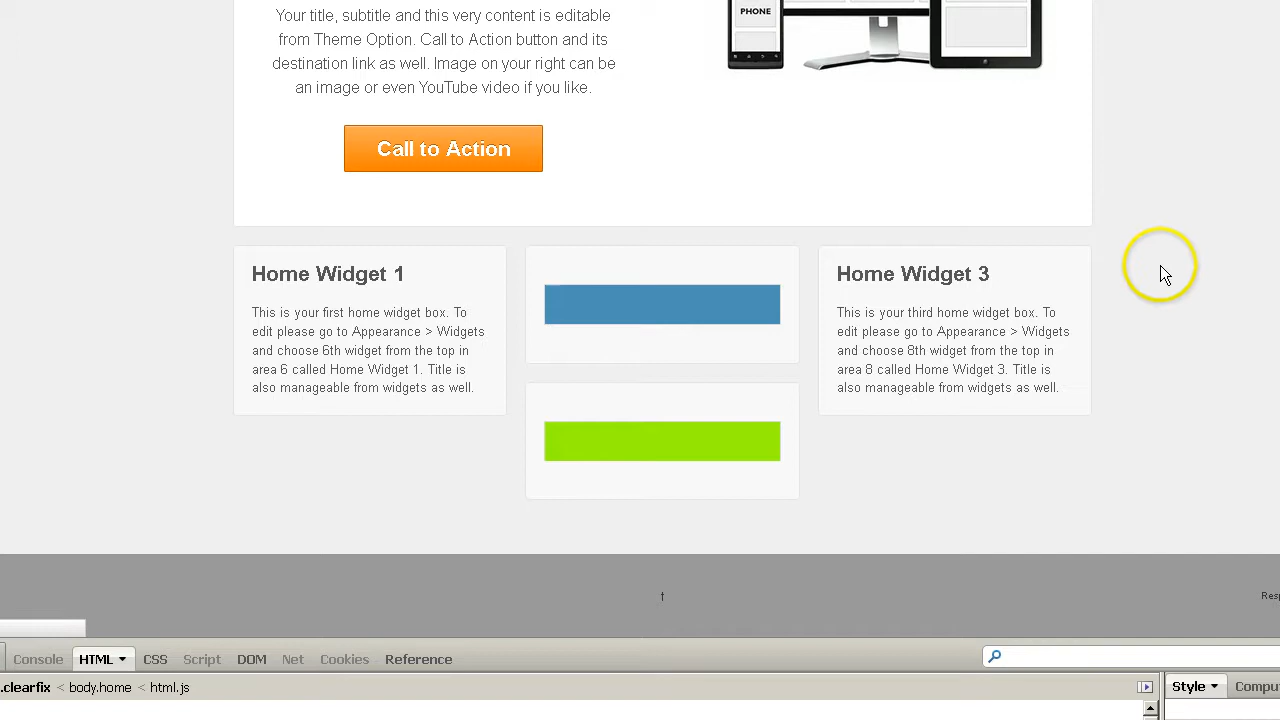 Your title, subtitle and this very content is editable
from Theme Option. Call to Action button and its
destination link as well. Image on your right can be
an image or even YouTube video if you like.
PHONE
Call to Action
Home Widget 1
This is your first home widget box. To
edit please go to Appearance > Widgets
and choose 6th widget from the top in
area 6 called Home Widget 1. Title is
also manageable from widgets as well.
Home Widget 3
This is your third home widget box. To
edit please go to Appearance > Widgets
and choose 8th widget from the top in
area 8 called Home Widget 3. Title is
also manageable from widgets as well.
↑
Resp
Console HTML CSS Script DOM Net Cookies Reference
.clearfix < body.home < html.js
Style Compu